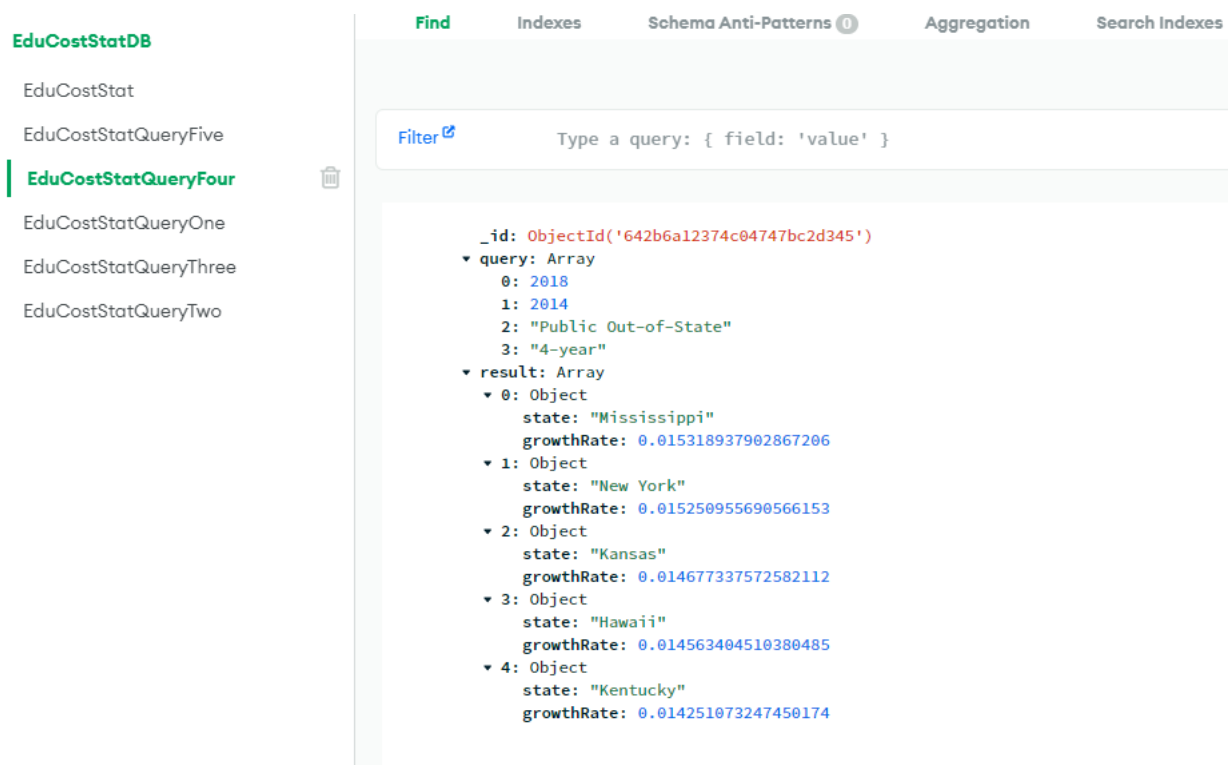 EduCostStatDB
EduCostStat
EduCostStatQueryFive
EduCostStatQueryFour
EduCostStatQueryOne
EduCostStatQueryThree
EduCostStatQueryTwo
Find Indexes Schema Anti-Patterns 0 Aggregation Search Indexes
Filter Type a query: { field: 'value' }
_id: ObjectId('642b6a12374c04747bc2d345')
query: Array
0: 2018
1: 2014
2: "Public Out-of-State"
3: "4-year"
result: Array
0: Object
state: "Mississippi"
growthRate: 0.015318937902867206
1: Object
state: "New York"
growthRate: 0.015250955690566153
2: Object
state: "Kansas"
growthRate: 0.014677337572582112
3: Object
state: "Hawaii"
growthRate: 0.014563404510380485
4: Object
state: "Kentucky"
growthRate: 0.014251073247450174